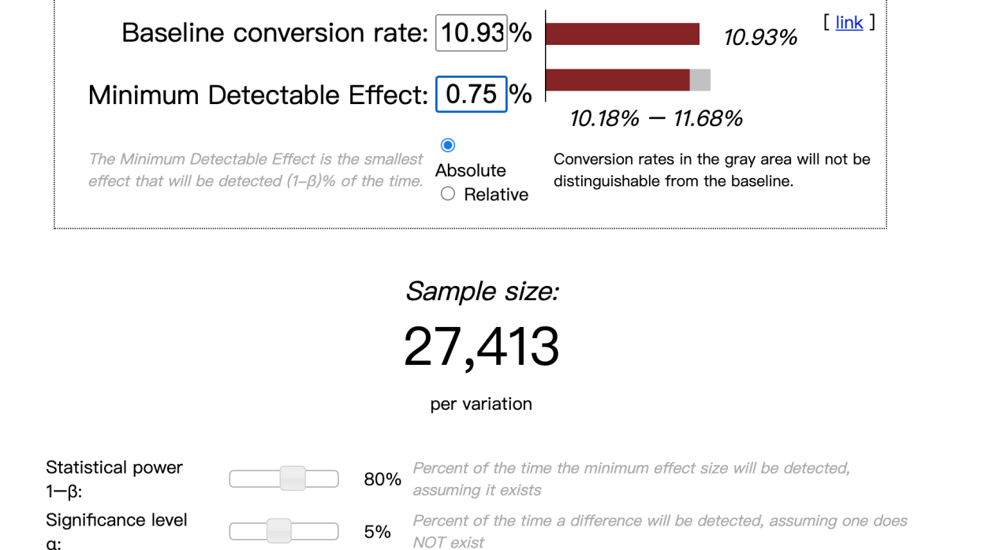 Baseline conversion rate: 10.93 %
10.93%
[ link ]
Minimum Detectable Effect: 0.75 %
10.18% – 11.68%
The Minimum Detectable Effect is the smallest
effect that will be detected (1–β)% of the time.
Absolute
Relative
Conversion rates in the gray area will not be
distinguishable from the baseline.
Sample size:
27,413
per variation
Statistical power
1–β:
80%
Percent of the time the minimum effect size will be detected,
assuming it exists
Significance level
α:
5%
Percent of the time a difference will be detected, assuming one does
NOT exist